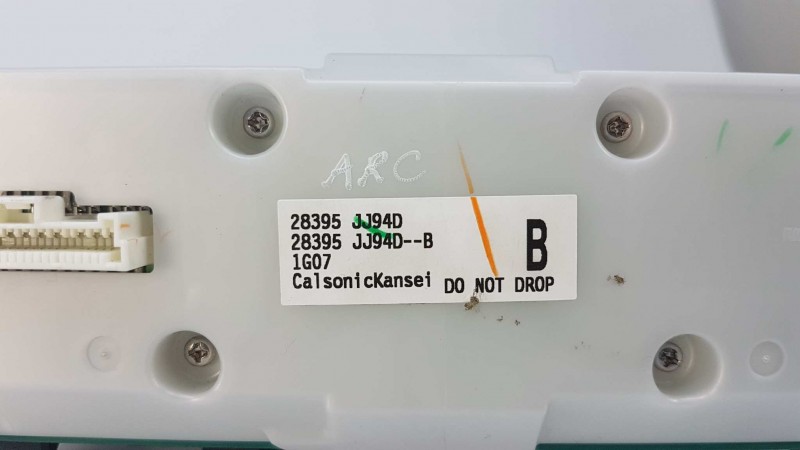 ARC
28395 JJ94D
28395 JJ94D--B
B
1G07
CalsonicKansei DO NOT DROP